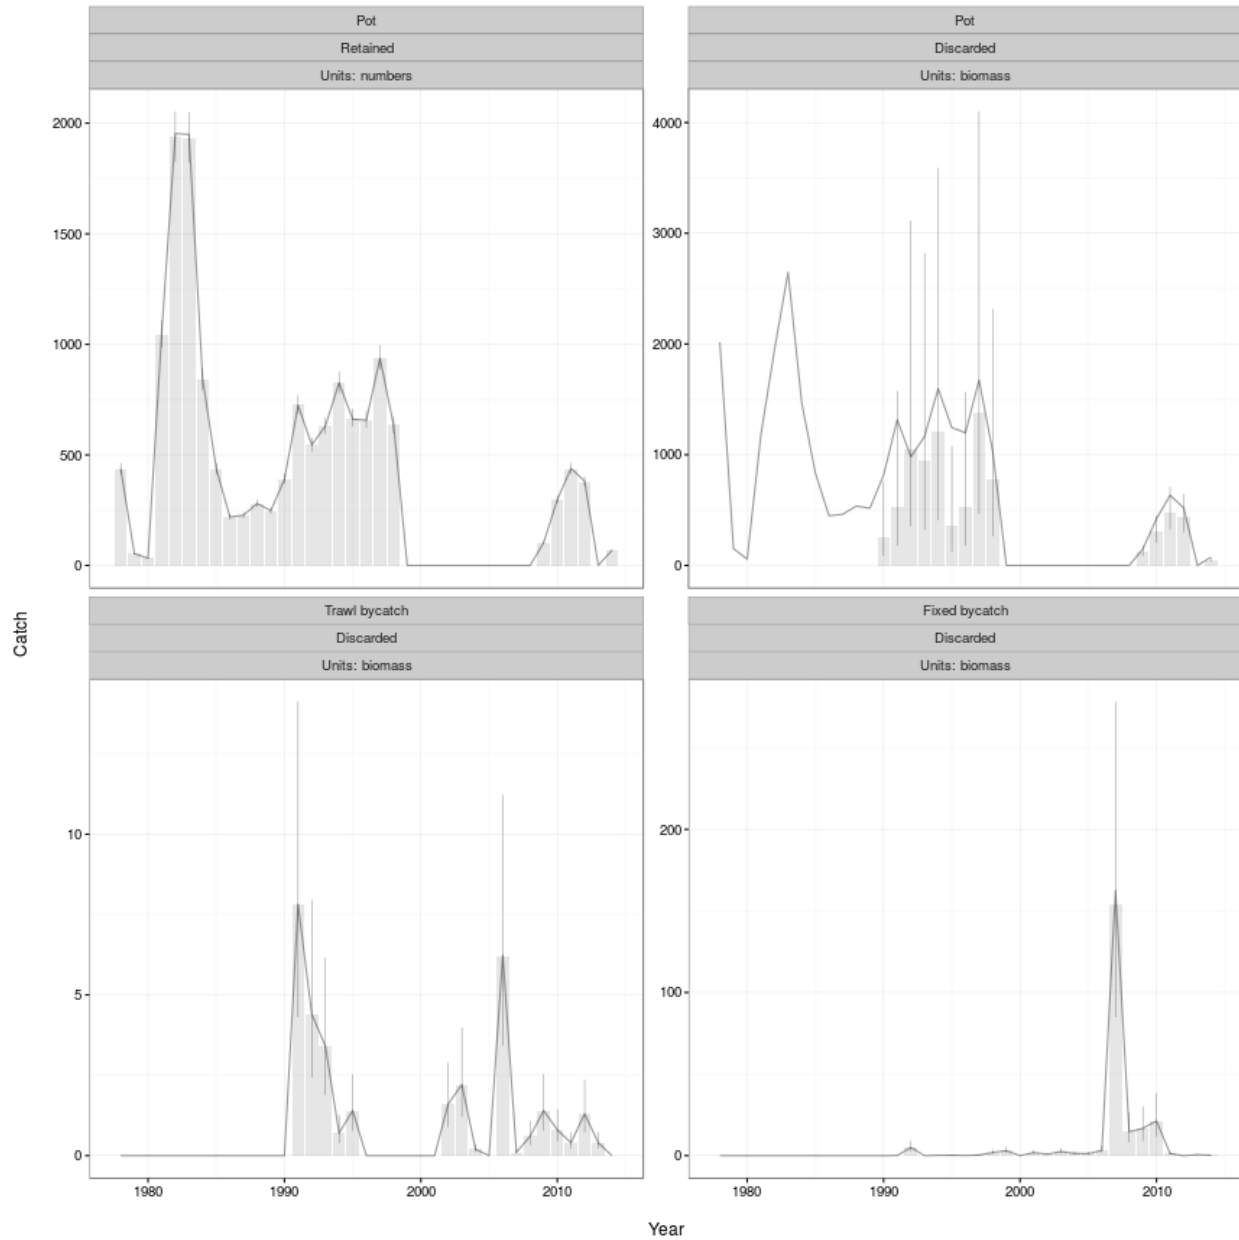 Pot
Retained
Units: numbers
2000
1500
1000
500
0
Pot
Discarded
Units: biomass
4000
3000
2000
1000
0
Catch
Trawl bycatch
Discarded
Units: biomass
10
5
0
1980 1990 2000 2010
Fixed bycatch
Discarded
Units: biomass
200
100
0
1980 1990 2000 2010
Year